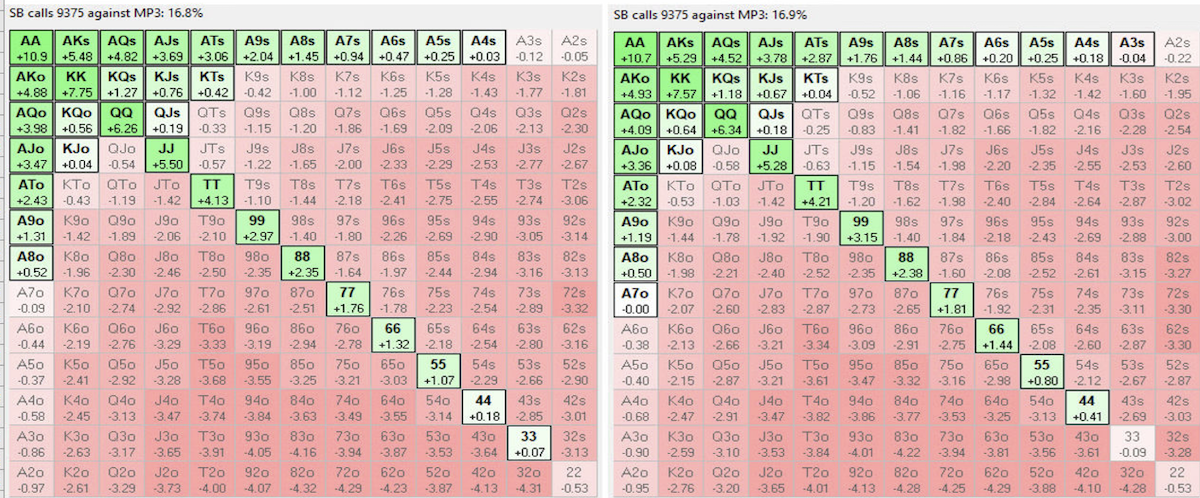 SB calls 9375 against MP3: 16.8%
AA AKs AQs AJs ATs A9s A8s A7s A6s A5s A4s A3s A2s
+10.9 +5.48 +4.82 +3.69 +3.06 +2.04 +1.45 +0.94 +0.47 +0.25 +0.03 -0.12 -0.05
AKo KK KQs KJs KTs K9s K8s K7s K6s K5s K4s K3s K2s
+4.88 +7.75 +1.27 +0.76 +0.42 -0.42 -1.00 -1.12 -1.25 -1.28 -1.43 -1.77 -1.81
AQo KQo QQ QJs QTs Q9s Q8s Q7s Q6s Q5s Q4s Q3s Q2s
+3.98 +0.56 +6.26 +0.19 -0.33 -1.15 -1.20 -1.86 -1.69 -2.09 -2.06 -2.13 -2.30
AJo KJo QJo JJ JTs J9s J8s J7s J6s J5s J4s J3s J2s
+3.47 +0.04 -0.54 +5.50 -0.57 -1.22 -1.65 -2.00 -2.33 -2.29 -2.53 -2.77 -2.67
ATo KTo QTo JTo TT T9s T8s T7s T6s T5s T4s T3s T2s
+2.43 -0.43 -1.19 -1.42 +4.13 -1.10 -1.44 -2.18 -2.41 -2.75 -2.55 -2.74 -3.06
A9o K9o Q9o J9o T9o 99 98s 97s 96s 95s 94s 93s 92s
+1.31 -1.42 -1.89 -2.06 -2.10 +2.97 -1.40 -1.80 -2.26 -2.69 -2.90 -3.05 -3.14
A8o K8o Q8o J8o T8o 98o 88 87s 86s 85s 84s 83s 82s
+0.52 -1.96 -2.30 -2.46 -2.50 -2.35 +2.35 -1.64 -1.97 -2.44 -2.94 -3.16 -3.13
A7o K7o Q7o J7o T7o 97o 87o 77 76s 75s 74s 73s 72s
-0.09 -2.10 -2.74 -2.92 -2.86 -2.61 -2.51 +1.76 -1.78 -2.23 -2.54 -2.89 -3.32
A6o K6o Q6o J6o T6o 96o 86o 76o 66 65s 64s 63s 62s
-0.44 -2.19 -2.76 -3.29 -3.33 -3.19 -2.94 -2.78 +1.32 -2.18 -2.54 -2.80 -3.16
A5o K5o Q5o J5o T5o 95o 85o 75o 65o 55 54s 53s 52s
-0.37 -2.41 -2.92 -3.28 -3.68 -3.55 -3.25 -3.21 -3.03 +1.07 -2.29 -2.66 -2.90
A4o K4o Q4o J4o T4o 94o 84o 74o 64o 54o 44 43s 42s
-0.58 -2.45 -3.13 -3.47 -3.74 -3.84 -3.63 -3.49 -3.55 -3.14 +0.18 -2.85 -3.01
A3o K3o Q3o J3o T3o 93o 83o 73o 63o 53o 43o 33 32s
-0.86 -2.63 -3.17 -3.65 -3.91 -4.05 -4.16 -3.94 -3.87 -3.53 -3.64 +0.07 -3.13
A2o K2o Q2o J2o T2o 92o 82o 72o 62o 52o 42o 32o 22
-0.97 -2.61 -3.29 -3.73 -4.00 -4.07 -4.32 -4.29 -4.23 -3.87 -4.13 -4.31 -0.53
SB calls 9375 against MP3: 16.9%
AA AKs AQs AJs ATs A9s A8s A7s A6s A5s A4s A3s A2s
+10.7 +5.29 +4.52 +3.78 +2.87 +1.76 +1.44 +0.86 +0.20 +0.25 +0.18 -0.04 -0.22
AKo KK KQs KJs KTs K9s K8s K7s K6s K5s K4s K3s K2s
+4.93 +7.57 +1.18 +0.67 +0.04 -0.52 -1.06 -1.16 -1.17 -1.32 -1.42 -1.60 -1.95
AQo KQo QQ QJs QTs Q9s Q8s Q7s Q6s Q5s Q4s Q3s Q2s
+4.09 +0.64 +6.34 +0.18 -0.25 -0.83 -1.41 -1.82 -1.66 -1.82 -2.16 -2.28 -2.54
AJo KJo QJo JJ JTs J9s J8s J7s J6s J5s J4s J3s J2s
+3.36 +0.08 -0.58 +5.28 -0.63 -1.15 -1.54 -1.98 -2.20 -2.35 -2.55 -2.53 -2.60
ATo KTo QTo JTo TT T9s T8s T7s T6s T5s T4s T3s T2s
+2.32 -0.53 -1.03 -1.42 +4.21 -1.20 -1.62 -1.98 -2.40 -2.84 -2.64 -2.87 -3.02
A9o K9o Q9o J9o T9o 99 98s 97s 96s 95s 94s 93s 92s
+1.19 -1.44 -1.78 -1.92 -1.90 +3.15 -1.40 -1.84 -2.18 -2.43 -2.69 -2.88 -3.00
A8o K8o Q8o J8o T8o 98o 88 87s 86s 85s 84s 83s 82s
+0.50 -1.98 -2.21 -2.40 -2.52 -2.35 +2.38 -1.60 -2.08 -2.52 -2.61 -3.15 -3.27
A7o K7o Q7o J7o T7o 97o 87o 77 76s 75s 74s 73s 72s
-0.00 -2.07 -2.60 -2.83 -2.87 -2.73 -2.65 +1.81 -1.92 -2.31 -2.35 -3.11 -3.30
A6o K6o Q6o J6o T6o 96o 86o 76o 66 65s 64s 63s 62s
-0.38 -2.13 -2.66 -3.21 -3.34 -3.09 -2.91 -2.75 +1.44 -2.08 -2.60 -2.87 -3.30
A5o K5o Q5o J5o T5o 95o 85o 75o 65o 55 54s 53s 52s
-0.40 -2.15 -2.87 -3.21 -3.61 -3.47 -3.32 -3.16 -2.98 +0.80 -2.12 -2.67 -2.87
A4o K4o Q4o J4o T4o 94o 84o 74o 64o 54o 44 43s 42s
-0.68 -2.47 -2.91 -3.47 -3.82 -3.86 -3.77 -3.53 -3.25 -3.13 +0.41 -2.69 -3.03
A3o K3o Q3o J3o T3o 93o 83o 73o 63o 53o 43o 33 32s
-0.90 -2.59 -3.10 -3.53 -3.84 -4.01 -4.22 -3.94 -3.81 -3.56 -3.61 -0.09 -3.28
A2o K2o Q2o J2o T2o 92o 82o 72o 62o 52o 42o 32o 22
-0.95 -2.76 -3.20 -3.65 -4.01 -4.13 -4.28 -4.25 -4.29 -3.88 -4.10 -4.28 -0.53